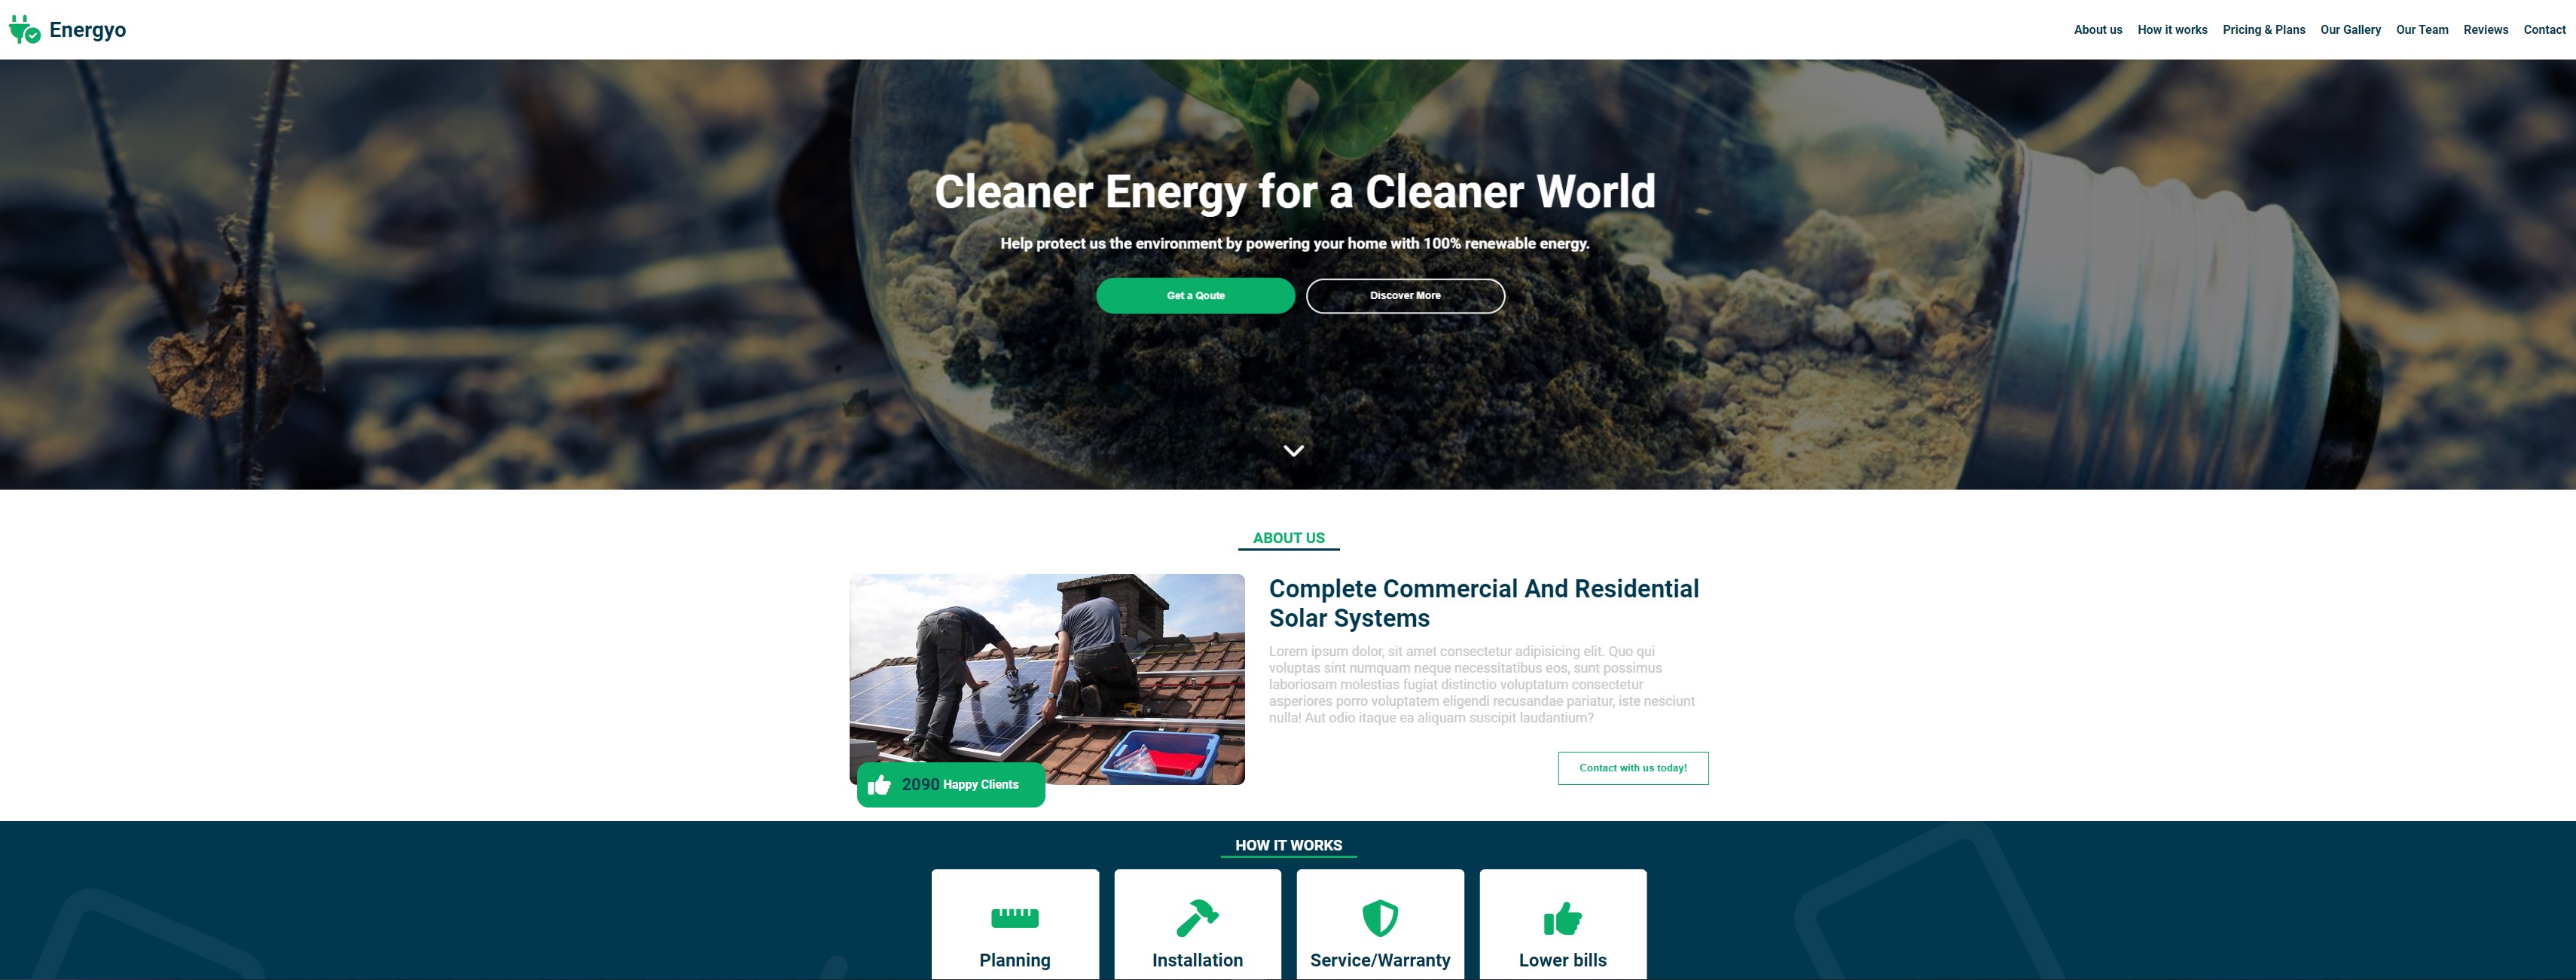 Energyo
About us How it works Pricing & Plans Our Gallery Our Team Reviews Contact
Cleaner Energy for a Cleaner World
Help protect us the environment by powering your home with 100% renewable energy.
Get a Qoute Discover More
ABOUT US
Complete Commercial And Residential
Solar Systems
Lorem ipsum dolor, sit amet consectetur adipisicing elit. Quo qui
voluptas sint numquam neque necessitatibus eos, sunt possimus
laboriosam molestias fugiat distinctio voluptatum consectetur
asperiores porro voluptatem eligendi recusandae pariatur, iste nesciunt
nulla! Aut odio itaque ea aliquam suscipit laudantium?
Contact with us today!
2090 Happy Clients
HOW IT WORKS
Planning Installation Service/Warranty Lower bills